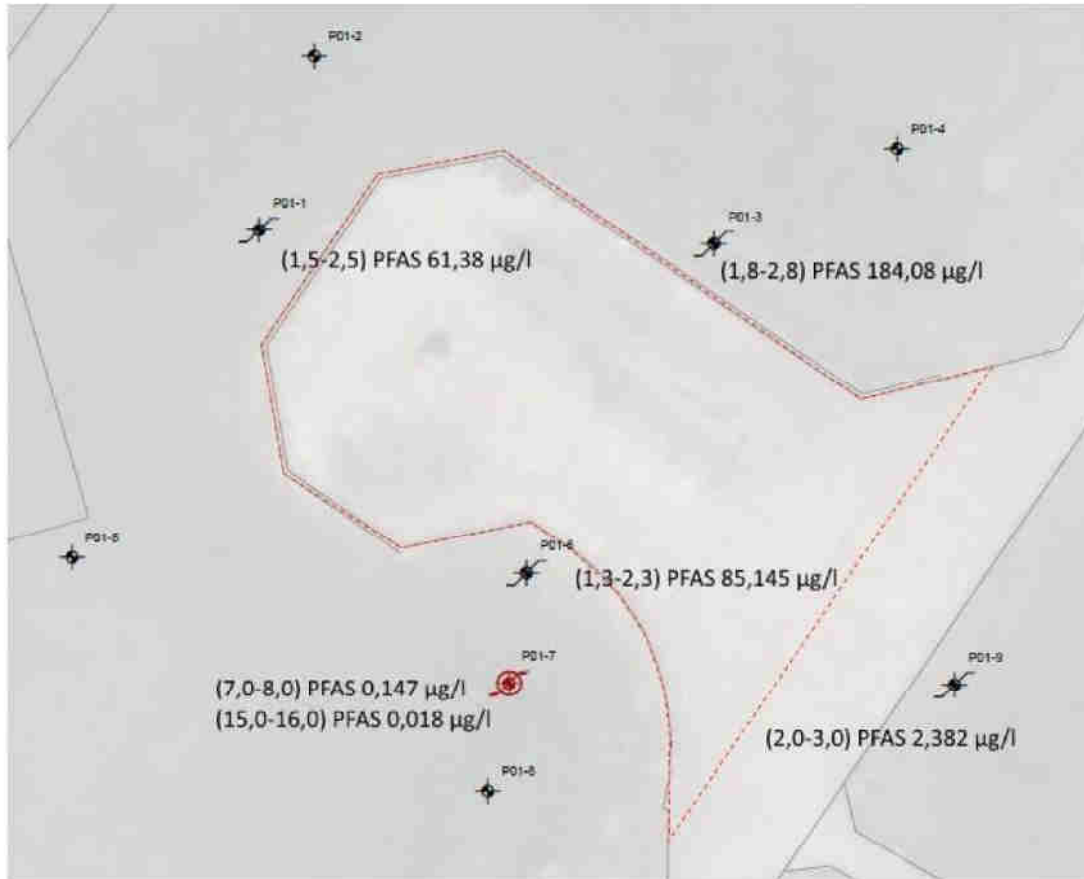 P01-2
P01-4
P01-1
(1,5-2,5) PFAS 61,38 µg/l
P01-3
(1,8-2,8) PFAS 184,08 µg/l
P01-5
P01-6
(1,3-2,3) PFAS 85,145 µg/l
P01-7
(7,0-8,0) PFAS 0,147 µg/l
(15,0-16,0) PFAS 0,018 µg/l
P01-9
(2,0-3,0) PFAS 2,382 µg/l
P01-8